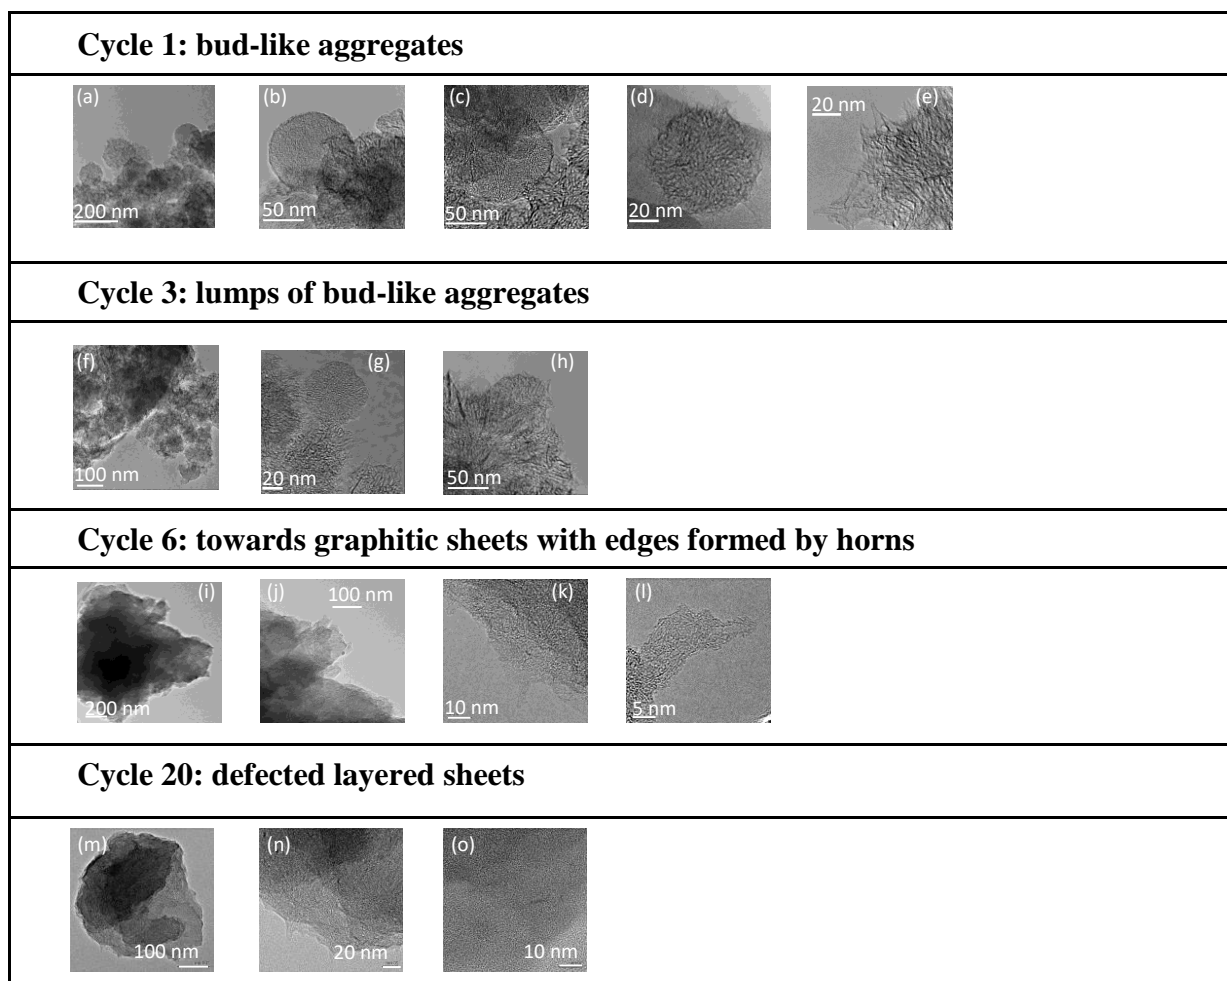 Cycle 1: bud-like aggregates
(a) (b) (c) (d) 20 nm (e)
200 nm 50 nm 50 nm 20 nm
Cycle 3: lumps of bud-like aggregates
(f) (g) (h)
100 nm 20 nm 50 nm
Cycle 6: towards graphitic sheets with edges formed by horns
(i) (j) 100 nm (k) (l)
200 nm 10 nm 5 nm
Cycle 20: defected layered sheets
(m) (n) (o)
100 nm 20 nm 10 nm